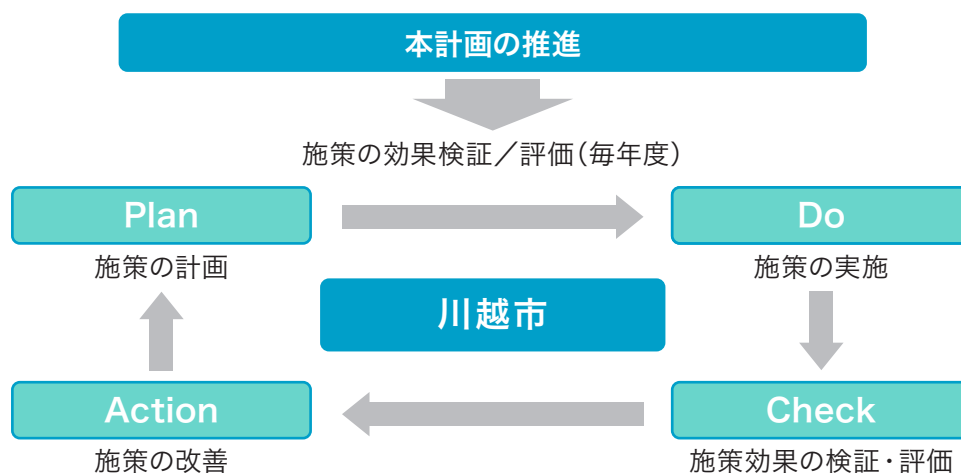 本計画の推進
施策の効果検証／評価（毎年度）
Plan
Do
施策の計画
施策の実施
川越市
Action
Check
施策の改善
施策効果の検証・評価